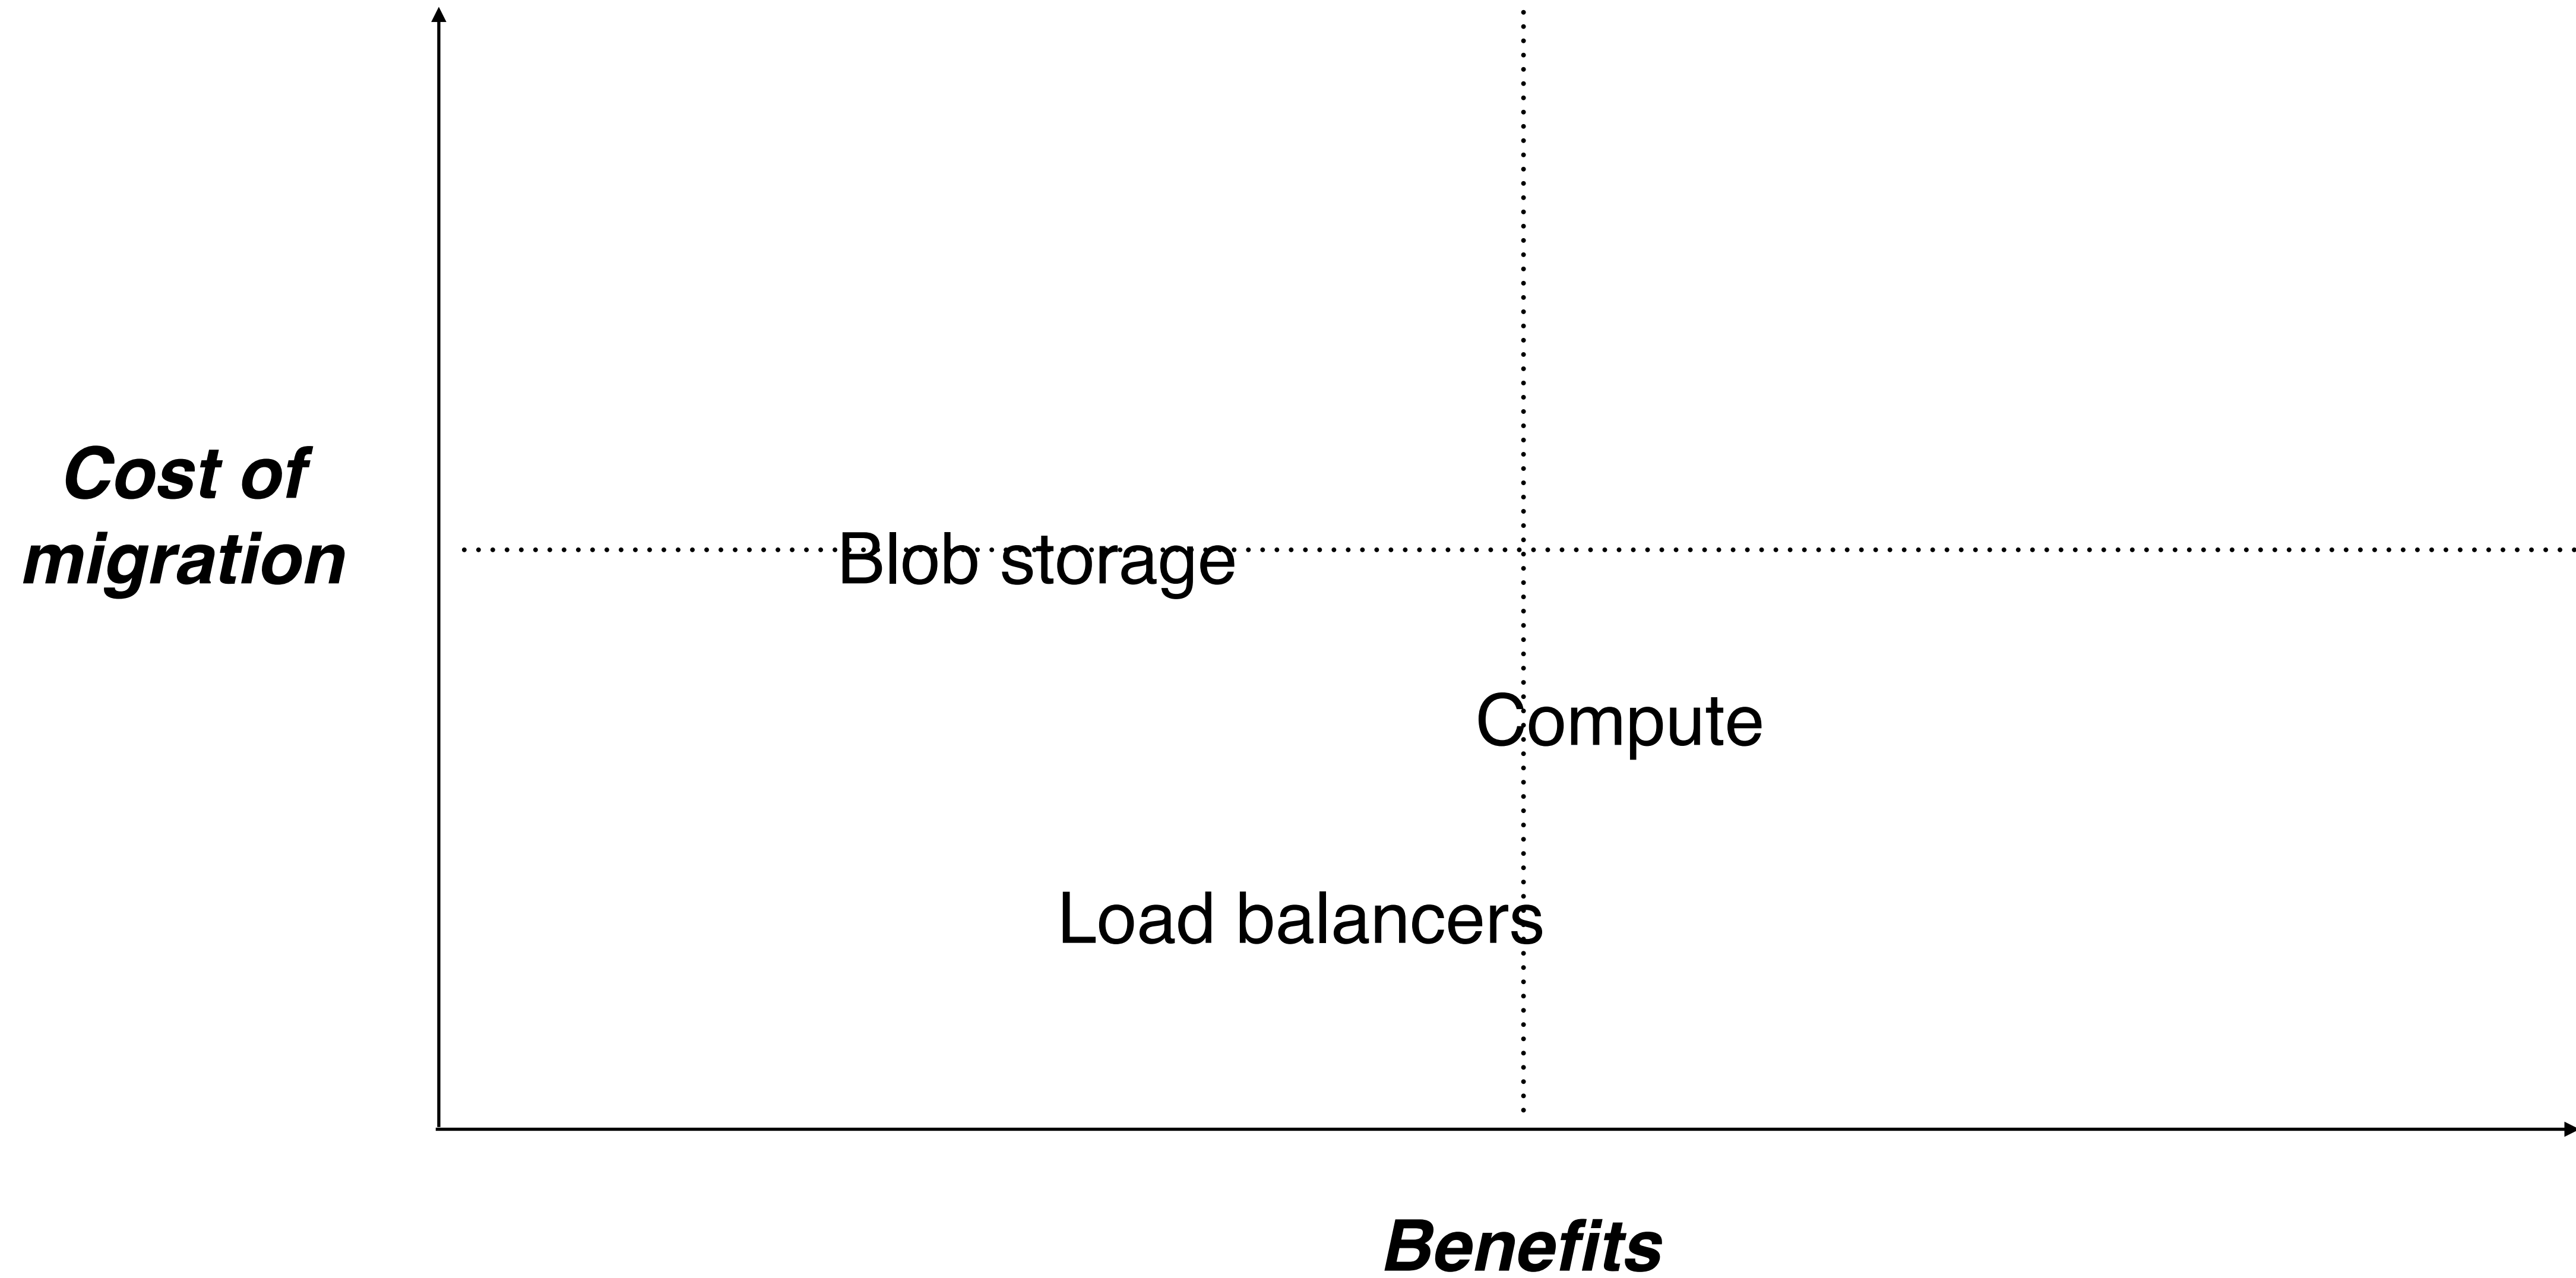 Cost of
migration
Blob storage
Compute
Load balancers
Benefits